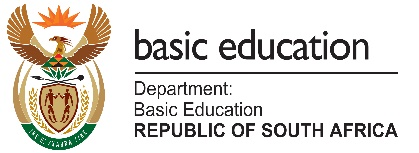 basic education
Department:
Basic Education
REPUBLIC OF SOUTH AFRICA